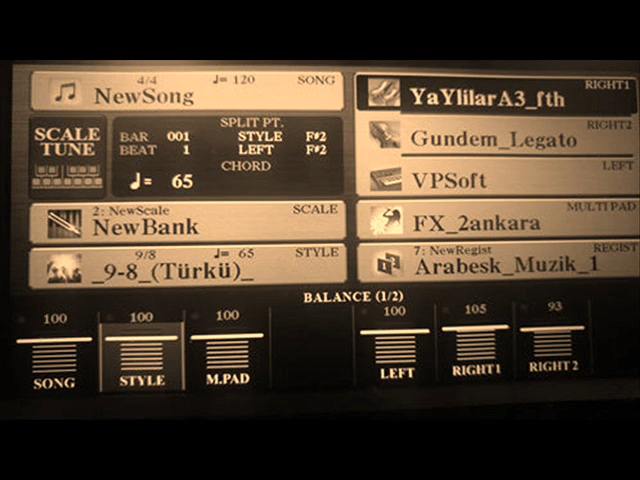 4/4 ♩= 120 SONG
NewSong
SCALE
TUNE
SPLIT PT.
BAR 001 STYLE F#2
BEAT 1 LEFT F#2
CHORD
♩= 65
2: NewScale SCALE
NewBank
9/8 ♩= 65 STYLE
_9-8_(Türkü)_
RIGHT1
YaYlilarA3_fth
RIGHT2
Gundem_Legato
LEFT
VPSoft
MULTI PAD
FX_2ankara
7: NewRegist REGIST
Arabesk_Muzik_1
BALANCE (1/2)
100 100 100 100 105 93
SONG STYLE M.PAD LEFT RIGHT1 RIGHT2